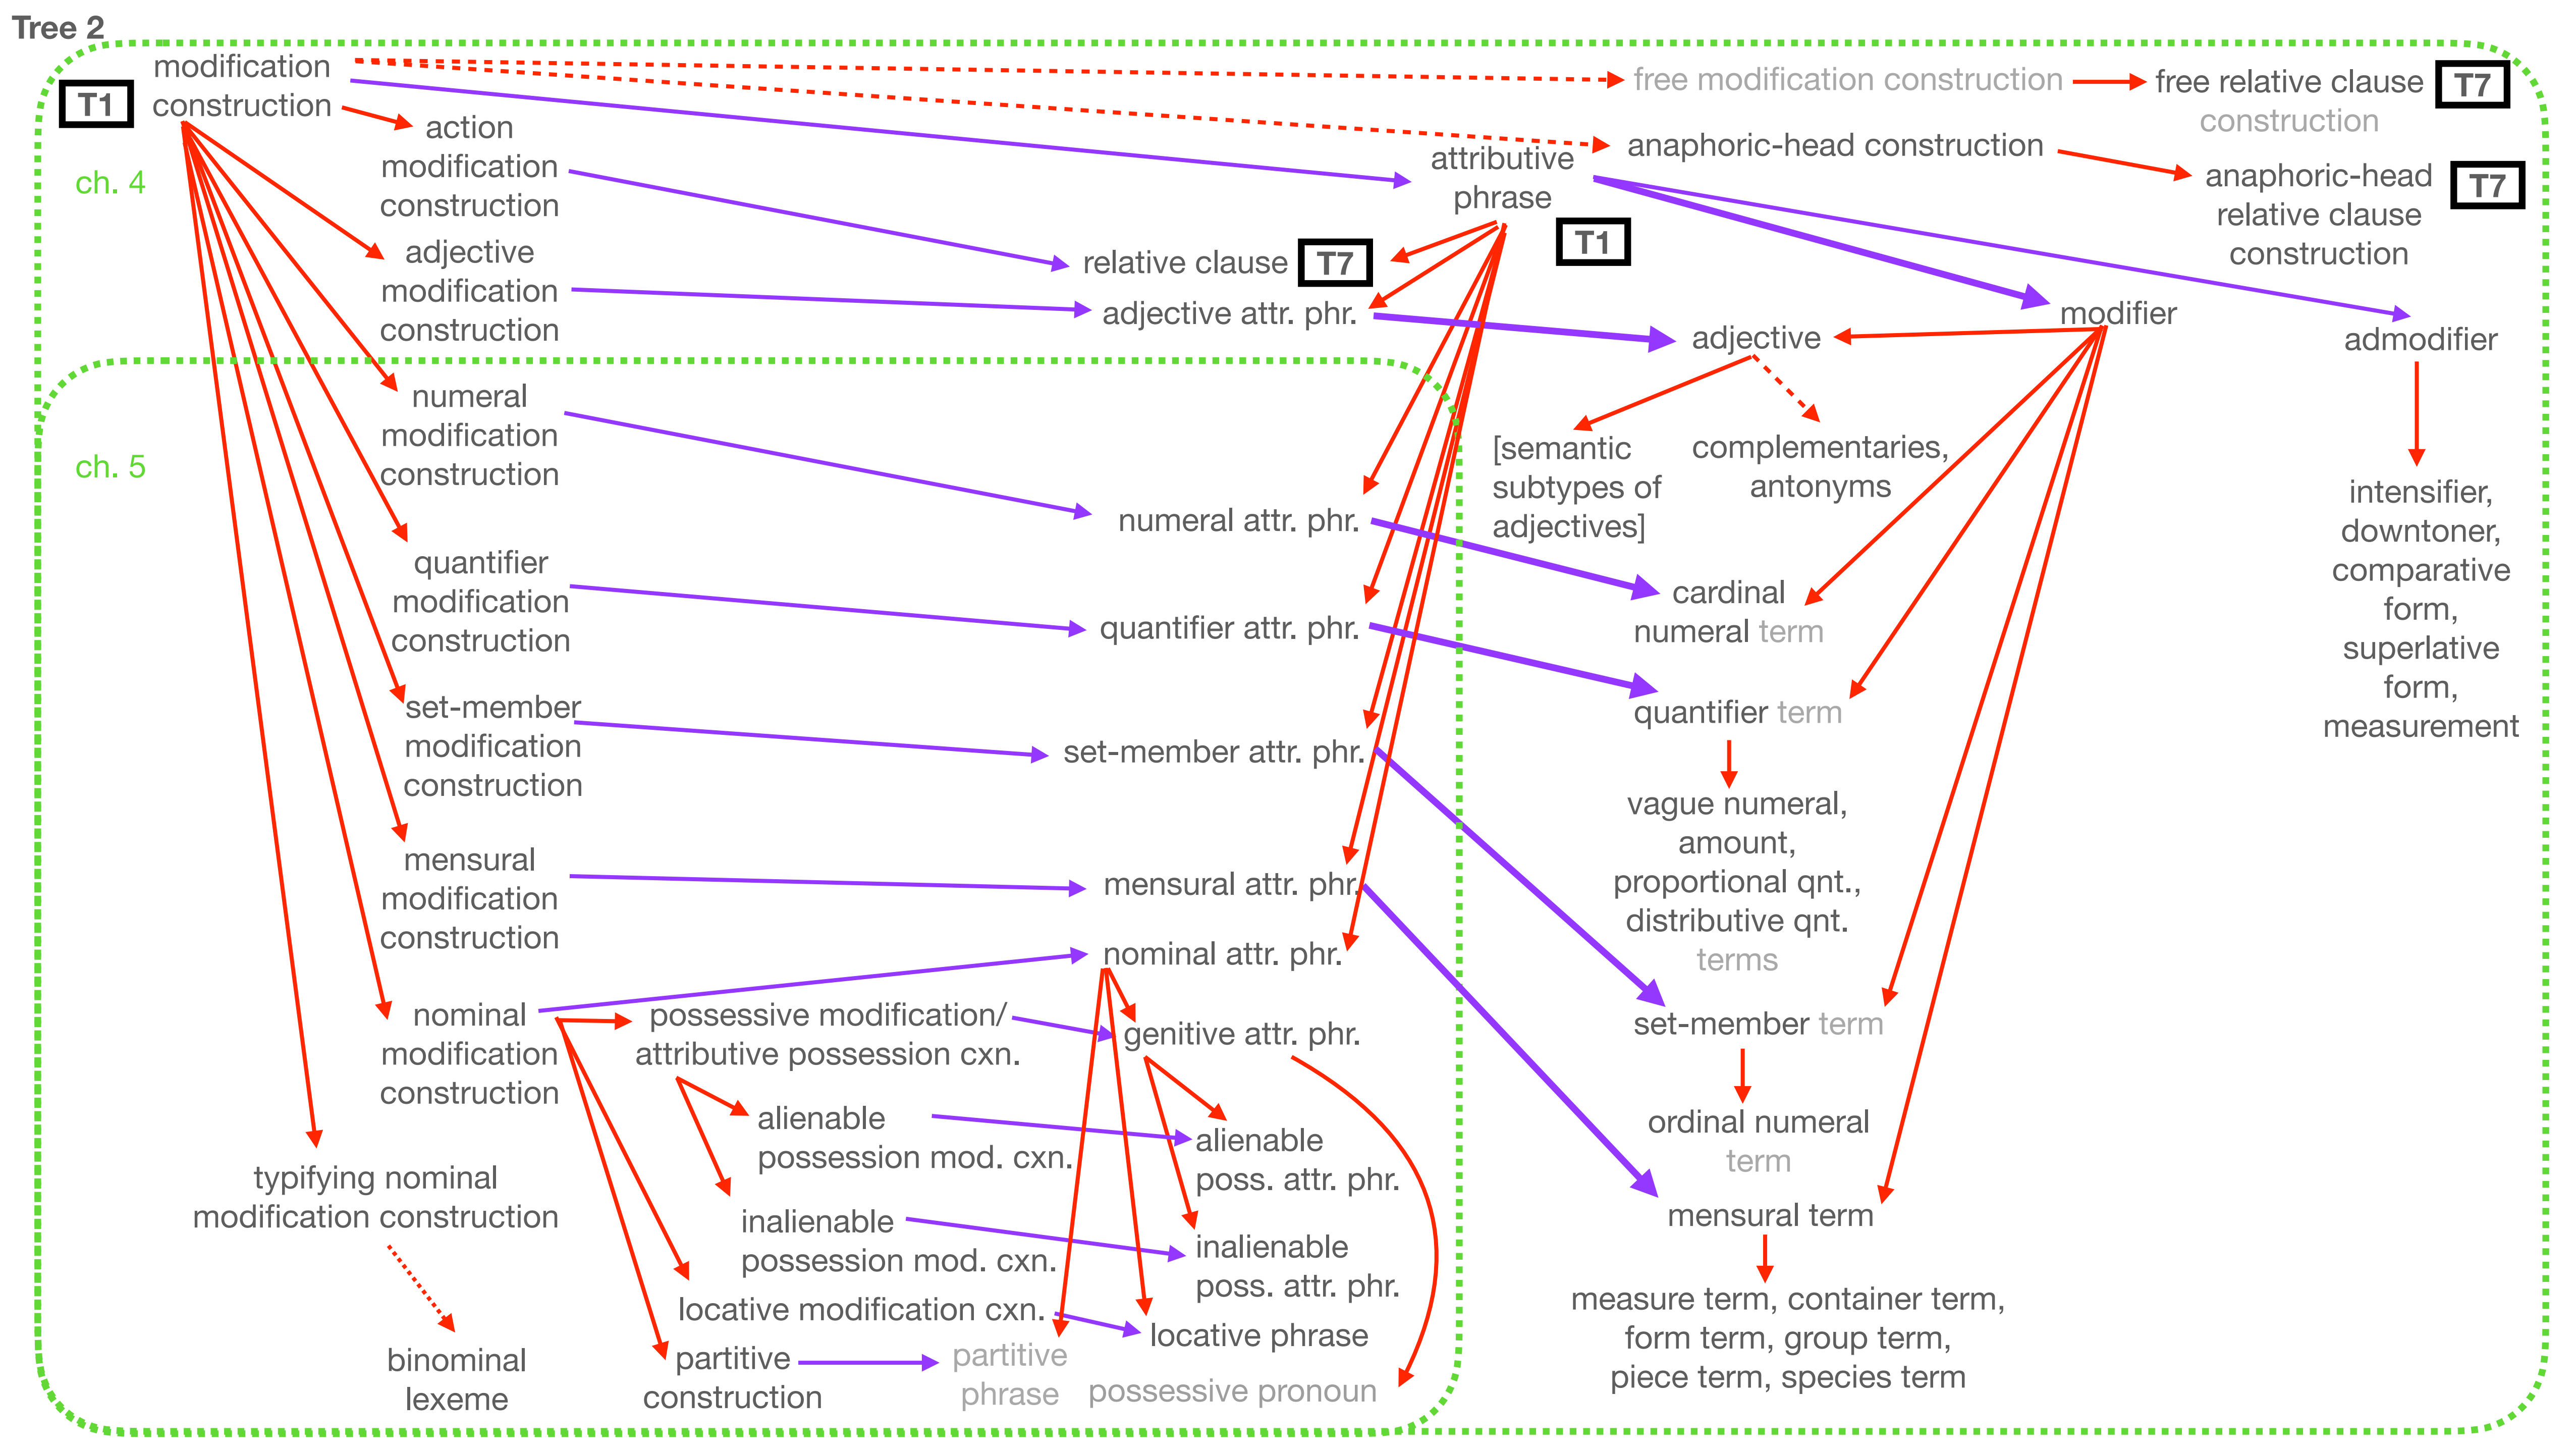 Tree 2
modification
construction
T1
ch. 4
action
modification
construction
adjective
modification
construction
free modification construction
free relative clause
construction
T7
attributive
phrase
T1
anaphoric-head construction
anaphoric-head
relative clause
construction
T7
relative clause
T7
adjective attr. phr.
adjective
modifier
admodifier
[semantic
subtypes of
adjectives]
complementaries,
antonyms
intensifier,
downtoner,
comparative
form,
superlative
form,
measurement
ch. 5
numeral
modification
construction
numeral attr. phr.
cardinal
numeral term
quantifier
modification
construction
quantifier attr. phr.
quantifier term
vague numeral,
amount,
proportional qnt.,
distributive qnt.
terms
set-member
modification
construction
set-member attr. phr.
set-member term
ordinal numeral
term
mensural
modification
construction
mensural attr. phr.
mensural term
measure term, container term,
form term, group term,
piece term, species term
nominal
modification
construction
nominal attr. phr.
possessive modification/
attributive possession cxn.
genitive attr. phr.
alienable
possession mod. cxn.
alienable
poss. attr. phr.
inalienable
possession mod. cxn.
inalienable
poss. attr. phr.
locative modification cxn.
locative phrase
partitive
construction
partitive
phrase
possessive pronoun
typifying nominal
modification construction
binominal
lexeme